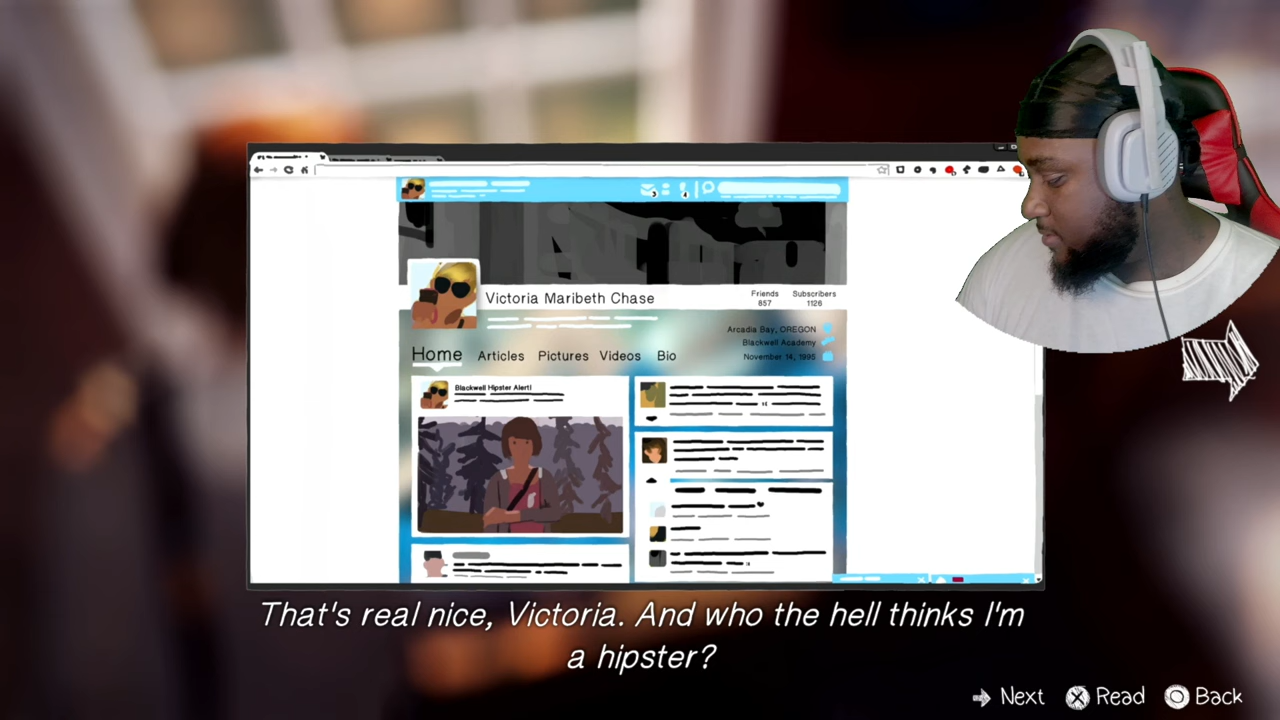 Victoria Maribeth Chase
Friends
857
Subscribers
1126
Arcadia Bay, OREGON
Blackwell Academy
November 14, 1995
Home Articles Pictures Videos Bio
Blackwell Hipster Alert!
That's real nice, Victoria. And who the hell thinks I'm
a hipster?
Next Read Back